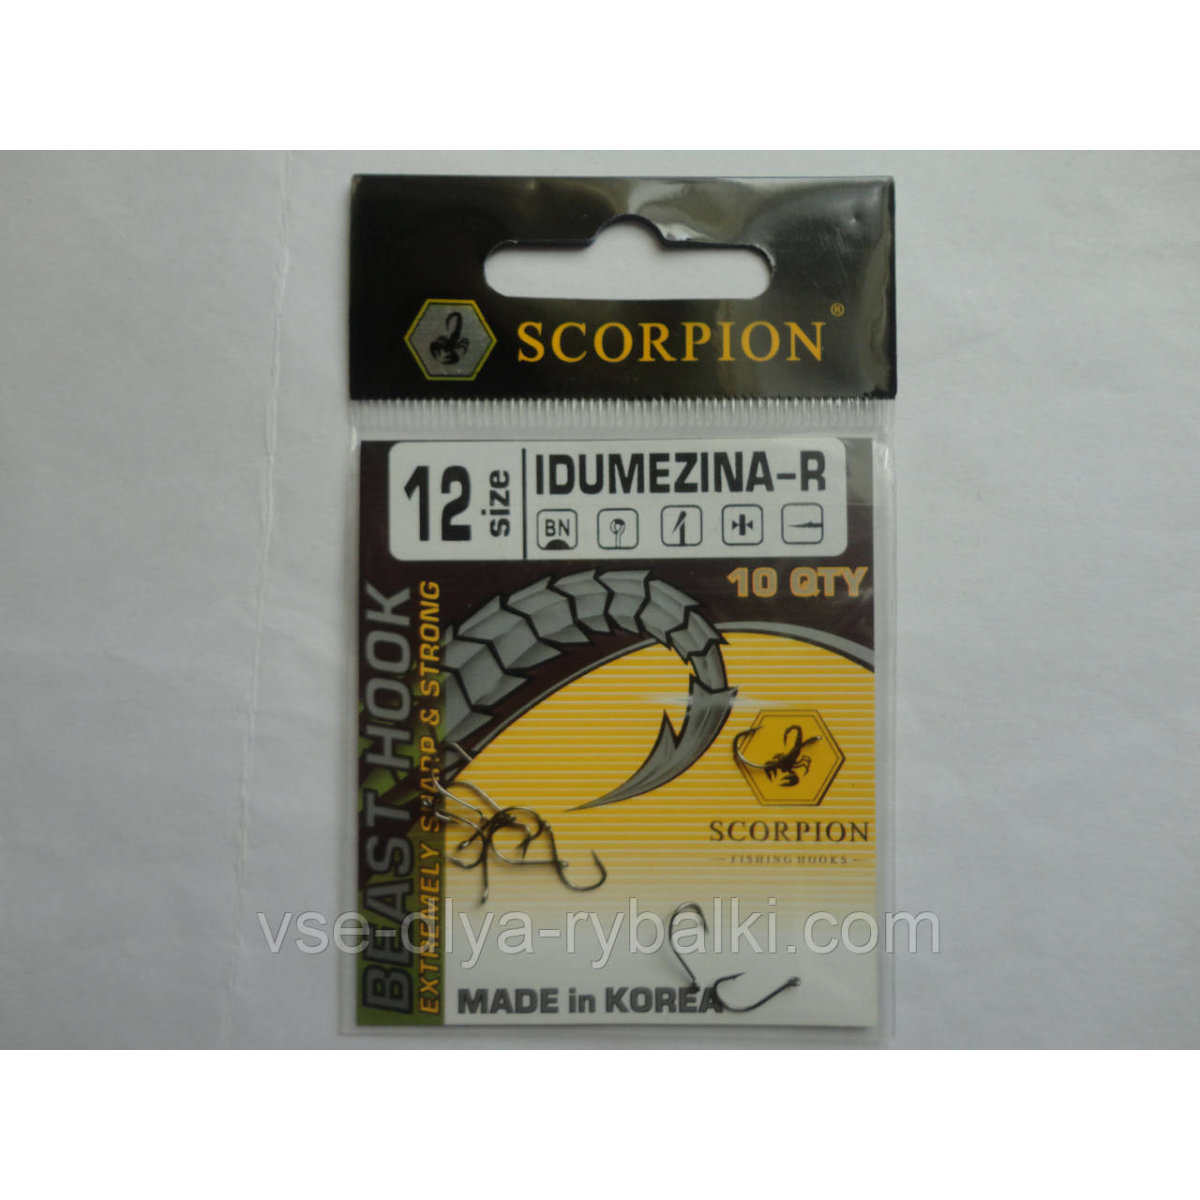 SCORPION®
12 size
IDUMEZINA-R
BN
10 QTY
BEAST HOOK
EXTREMELY SHARP & STRONG
SCORPION
FISHING HOOKS
vse-dlya-rybalki.com
MADE in KOREA